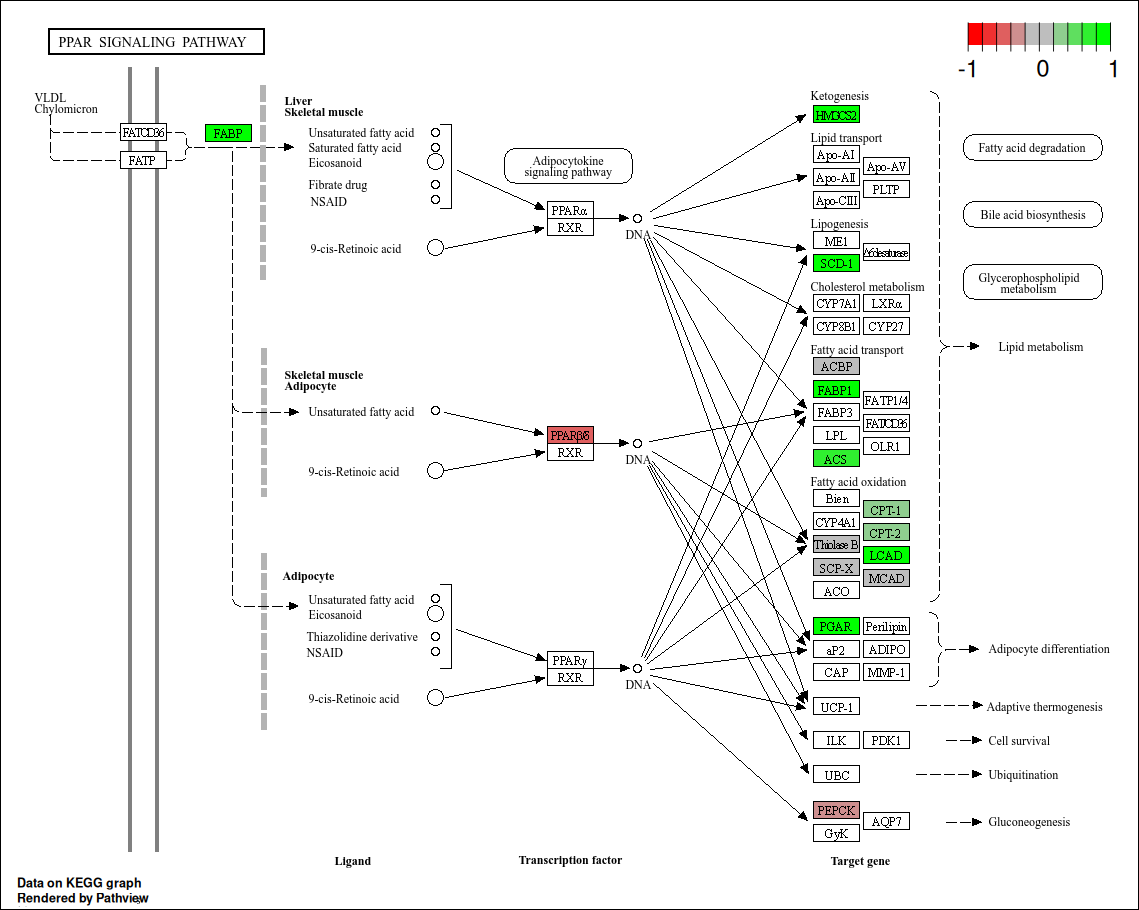 PPAR SIGNALING PATHWAY
-1 0 1
VLDL
Chylomicron
FATCD36
FATP
FABP
Liver
Skeletal muscle
Unsaturated fatty acid
Saturated fatty acid
Eicosanoid
Fibrate drug
NSAID
9-cis-Retinoic acid
Adipocytokine
signaling pathway
PPARα
RXR
DNA
Skeletal muscle
Adipocyte
Unsaturated fatty acid
9-cis-Retinoic acid
PPARβ/δ
RXR
DNA
Adipocyte
Unsaturated fatty acid
Eicosanoid
Thiazolidine derivative
NSAID
9-cis-Retinoic acid
PPARγ
RXR
DNA
Ketogenesis
HMGCS2
Lipid transport
Apo-AI
Apo-AV
Apo-AII
PLTP
Apo-CIII
Lipogenesis
ME1
SCD-1
Cholesterol metabolism
CYP7A1 LXRα
CYP8B1 CYP27
Fatty acid transport
ACBP
FABP1
FATP1/4
FABP3
FATCD36
LPL
OLR1
ACS
Fatty acid oxidation
Bien
CPT-1
CYP4A1
CPT-2
Thiolase B
LCAD
SCP-X
MCAD
ACO
PGAR Perilipin
aP2 ADIPO
CAP MMP-1
UCP-1
ILK PDK1
UBC
PEPCK
AQP7
GyK
Fatty acid degradation
Bile acid biosynthesis
Glycerophospholipid
metabolism
Lipid metabolism
Adipocyte differentiation
Adaptive thermogenesis
Cell survival
Ubiquitination
Gluconeogenesis
Ligand
Transcription factor
Target gene
Data on KEGG graph
Rendered by Pathview